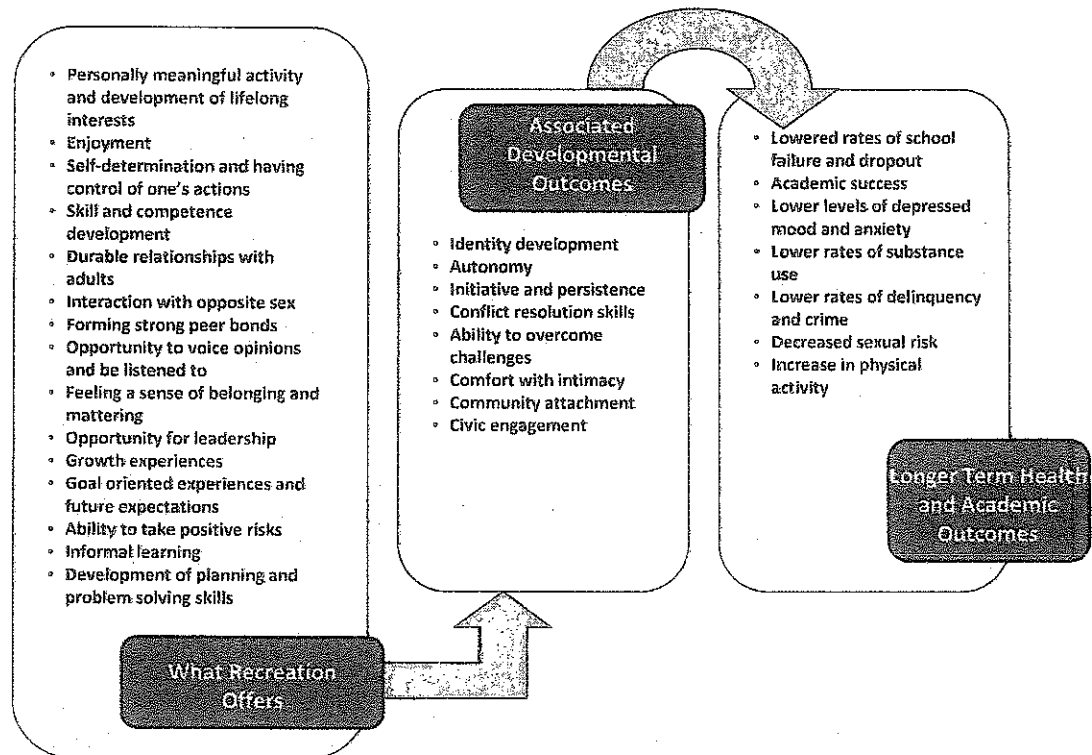 • Personally meaningful activity
and development of lifelong
interests
• Enjoyment
• Self-determination and having
control of one's actions
• Skill and competence
development
• Durable relationships with
adults
• Interaction with opposite sex
• Forming strong peer bonds
• Opportunity to voice opinions
and be listened to
• Feeling a sense of belonging and
mattering
• Opportunity for leadership
• Growth experiences
• Goal oriented experiences and
future expectations
• Ability to take positive risks
• Informal learning
• Development of planning and
problem solving skills
What Recreation
Offers
Associated
Developmental
Outcomes
• Identity development
• Autonomy
• Initiative and persistence
• Conflict resolution skills
• Ability to overcome
challenges
• Comfort with intimacy
• Community attachment
• Civic engagement
• Lowered rates of school
failure and dropout
• Academic success
• Lower levels of depressed
mood and anxiety
• Lower rates of substance
use
• Lower rates of delinquency
and crime
• Decreased sexual risk
• Increase in physical
activity
Longer Term Health
and Academic
Outcomes